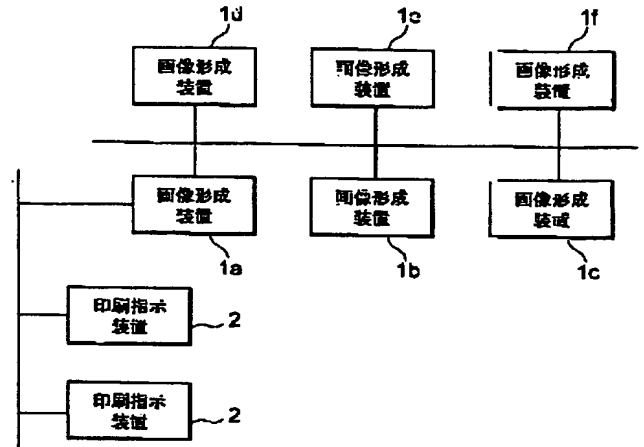 1d
1e
1f
画像形成
装置
画像形成
装置
画像形成
装置
画像形成
装置
画像形成
装置
画像形成
装置
1a
1b
1c
印刷指示
装置
2
印刷指示
装置
2